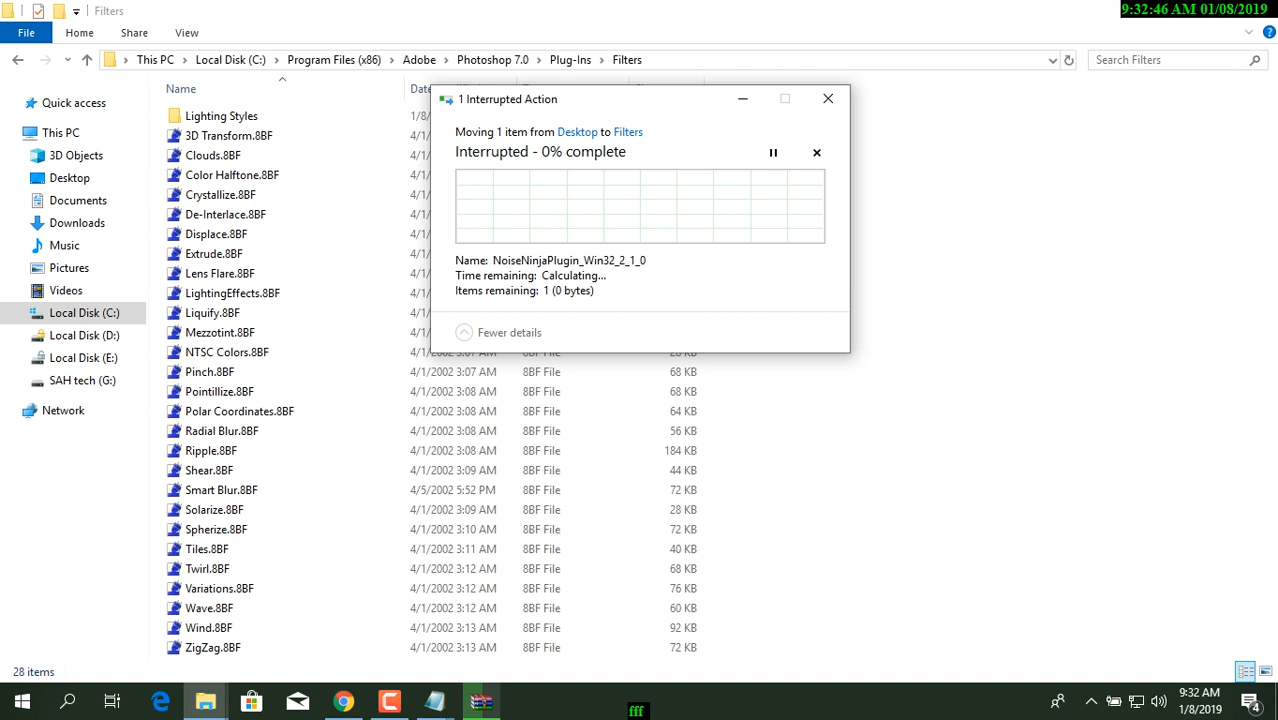 Filters
9:32:46 AM 01/08/2019
File Home Share View
This PC Local Disk (C:) Program Files (x86) Adobe Photoshop 7.0 Plug-Ins Filters
Search Filters
Quick access
This PC
3D Objects
Desktop
Documents
Downloads
Music
Pictures
Videos
Local Disk (C:)
Local Disk (D:)
Local Disk (E:)
SAH tech (G:)
Network
Name
Lighting Styles
3D Transform.8BF
Clouds.8BF
Color Halftone.8BF
Crystallize.8BF
De-Interlace.8BF
Displace.8BF
Extrude.8BF
Lens Flare.8BF
LightingEffects.8BF
Liquify.8BF
Mezzotint.8BF
NTSC Colors.8BF
Pinch.8BF 4/1/2002 3:07 AM 8BF File 68 KB
Pointillize.8BF 4/1/2002 3:08 AM 8BF File 68 KB
Polar Coordinates.8BF 4/1/2002 3:08 AM 8BF File 64 KB
Radial Blur.8BF 4/1/2002 3:08 AM 8BF File 56 KB
Ripple.8BF 4/1/2002 3:08 AM 8BF File 184 KB
Shear.8BF 4/1/2002 3:09 AM 8BF File 44 KB
Smart Blur.8BF 4/5/2002 5:52 PM 8BF File 72 KB
Solarize.8BF 4/1/2002 3:09 AM 8BF File 28 KB
Spherize.8BF 4/1/2002 3:10 AM 8BF File 72 KB
Tiles.8BF 4/1/2002 3:11 AM 8BF File 40 KB
Twirl.8BF 4/1/2002 3:12 AM 8BF File 68 KB
Variations.8BF 4/1/2002 3:12 AM 8BF File 76 KB
Wave.8BF 4/1/2002 3:12 AM 8BF File 60 KB
Wind.8BF 4/1/2002 3:13 AM 8BF File 92 KB
ZigZag.8BF 4/1/2002 3:13 AM 8BF File 72 KB
1 Interrupted Action
Moving 1 item from Desktop to Filters
Interrupted - 0% complete
Name: NoiseNinjaPlugin_Win32_2_1_0
Time remaining: Calculating...
Items remaining: 1 (0 bytes)
Fewer details
28 items
fff
9:32 AM
1/8/2019
4